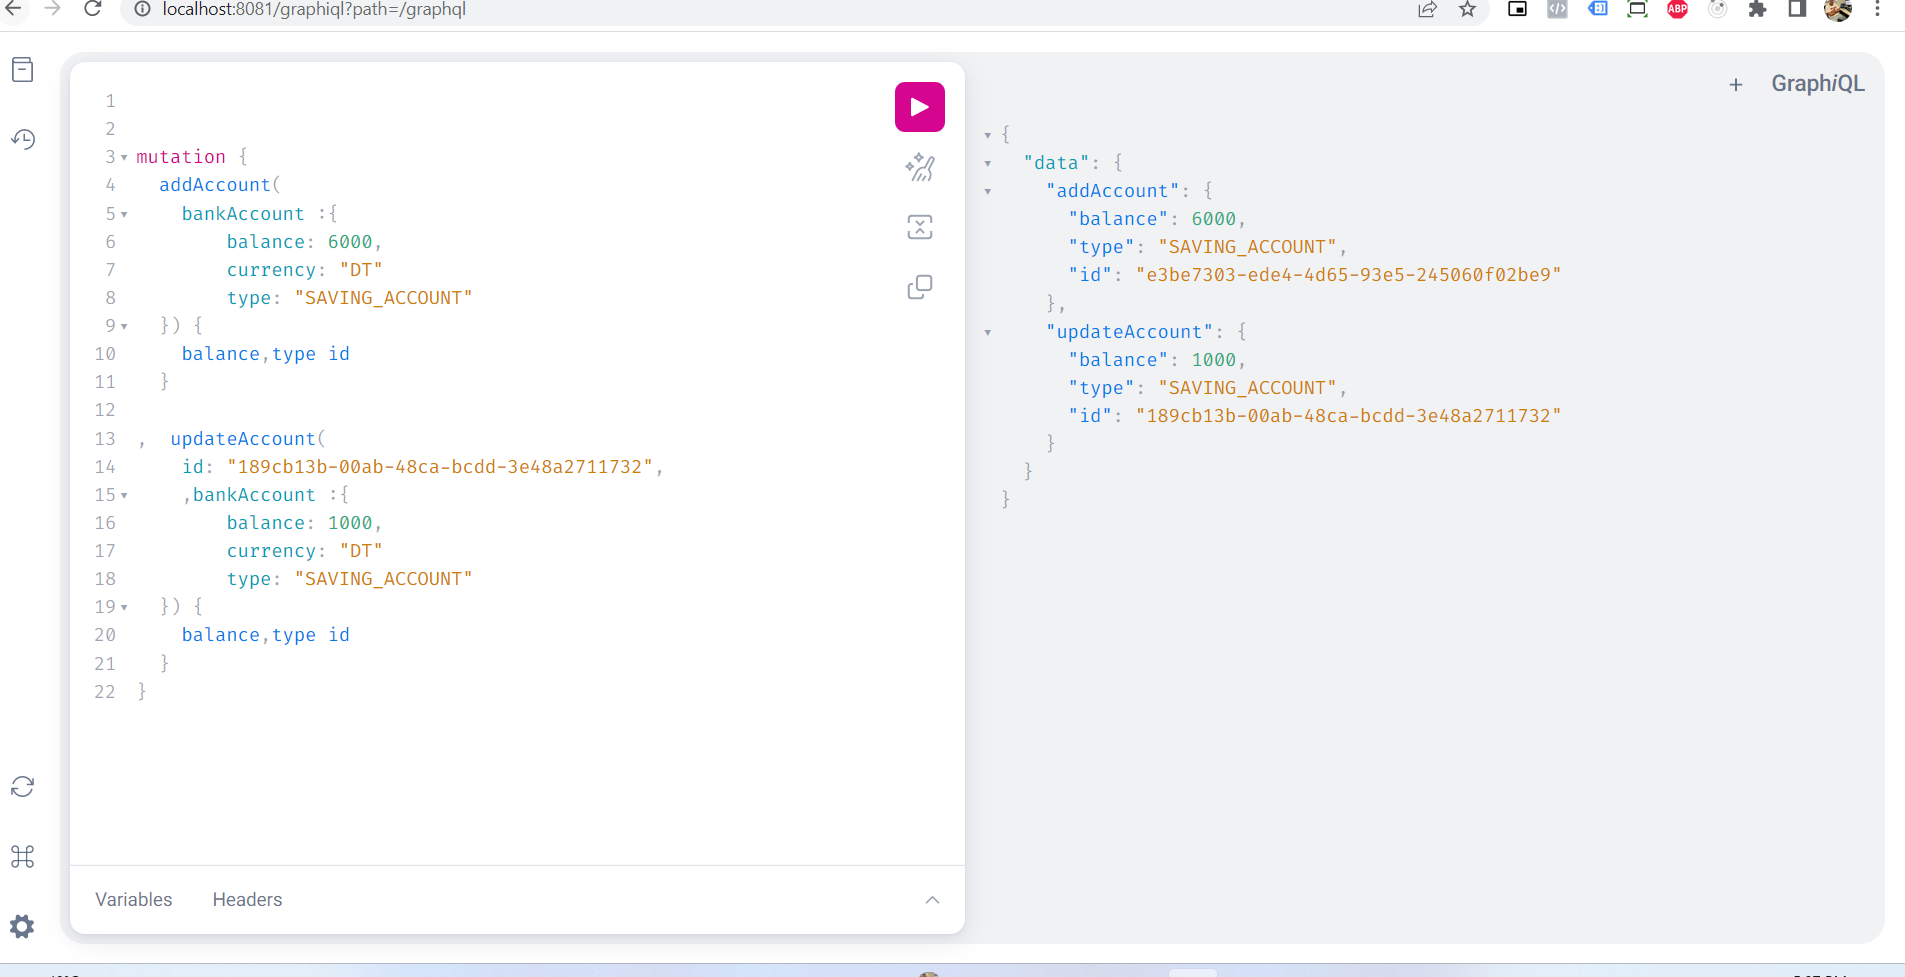 localhost:8081/graphiql?path=/graphql
ABP
GraphiQL
1
2
3 mutation {
4 addAccount(
5 bankAccount :{
6 balance: 6000,
7 currency: "DT"
8 type: "SAVING_ACCOUNT"
9 }) {
10 balance,type id
11 }
12
13 , updateAccount(
14 id: "189cb13b-00ab-48ca-bcdd-3e48a2711732",
15 ,bankAccount :{
16 balance: 1000,
17 currency: "DT"
18 type: "SAVING_ACCOUNT"
19 }) {
20 balance,type id
21 }
22 }
{
"data": {
"addAccount": {
"balance": 6000,
"type": "SAVING_ACCOUNT",
"id": "e3be7303-ede4-4d65-93e5-245060f02be9"
},
"updateAccount": {
"balance": 1000,
"type": "SAVING_ACCOUNT",
"id": "189cb13b-00ab-48ca-bcdd-3e48a2711732"
}
}
}
Variables Headers